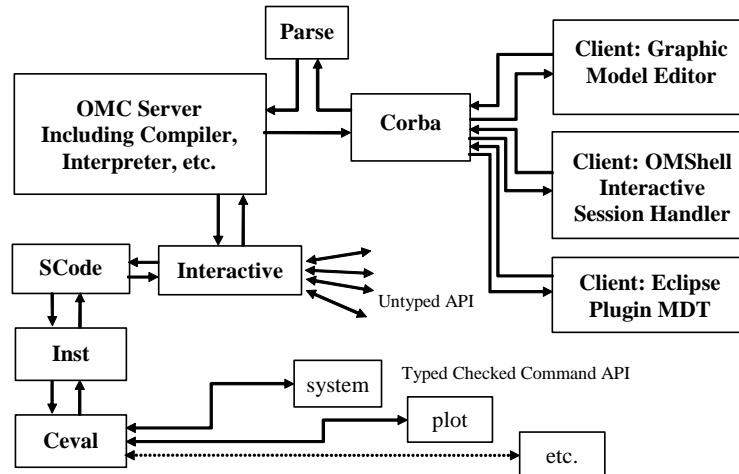 Parse
Client: Graphic
Model Editor
OMC Server
Including Compiler,
Interpreter, etc.
Corba
Client: OMShell
Interactive
Session Handler
SCode
Interactive
Untyped API
Client: Eclipse
Plugin MDT
Inst
system
Typed Checked Command API
plot
Ceval
etc.